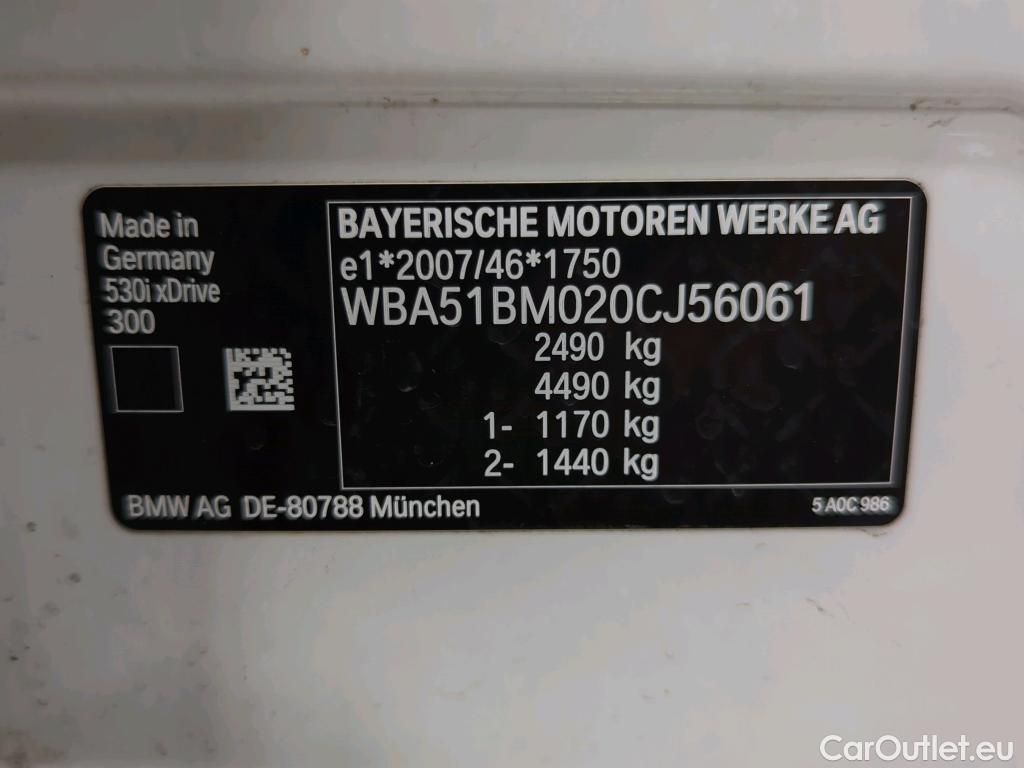 Made in
Germany
530i xDrive
300
BAYERISCHE MOTOREN WERKE AG
e1*2007/46*1750
WBA51BM020CJ56061
2490 kg
4490 kg
1- 1170 kg
2- 1440 kg
BMW AG DE-80788 München
5 A0C 986
CarOutlet.eu